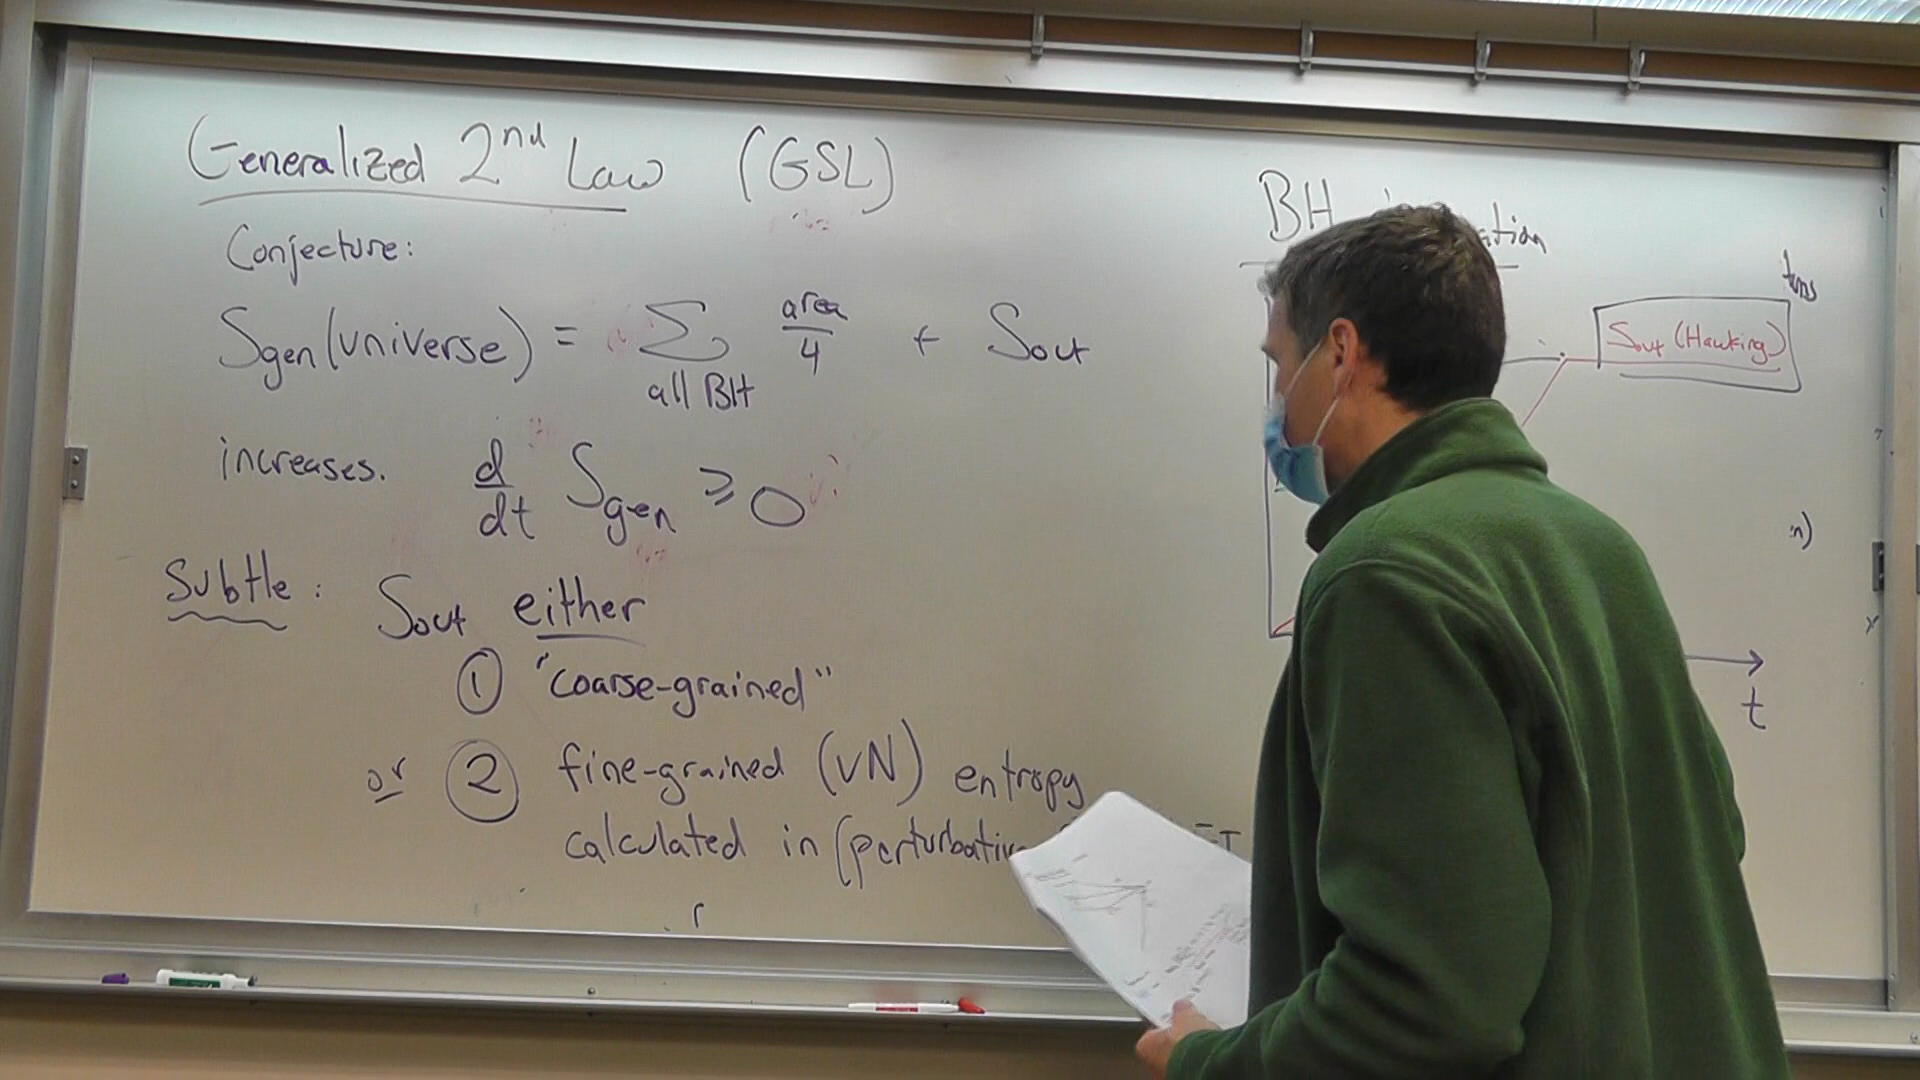 Generalized 2nd Law (GSL)
Conjecture:
Sgen(universe) = Σ all BH area/4 + Sout
increases. d/dt Sgen ≥ 0
Subtle: Sout either
① "coarse-grained"
or ② fine-grained (vN) entropy
calculated in (perturbative
BH
Sout (Hawking)
t